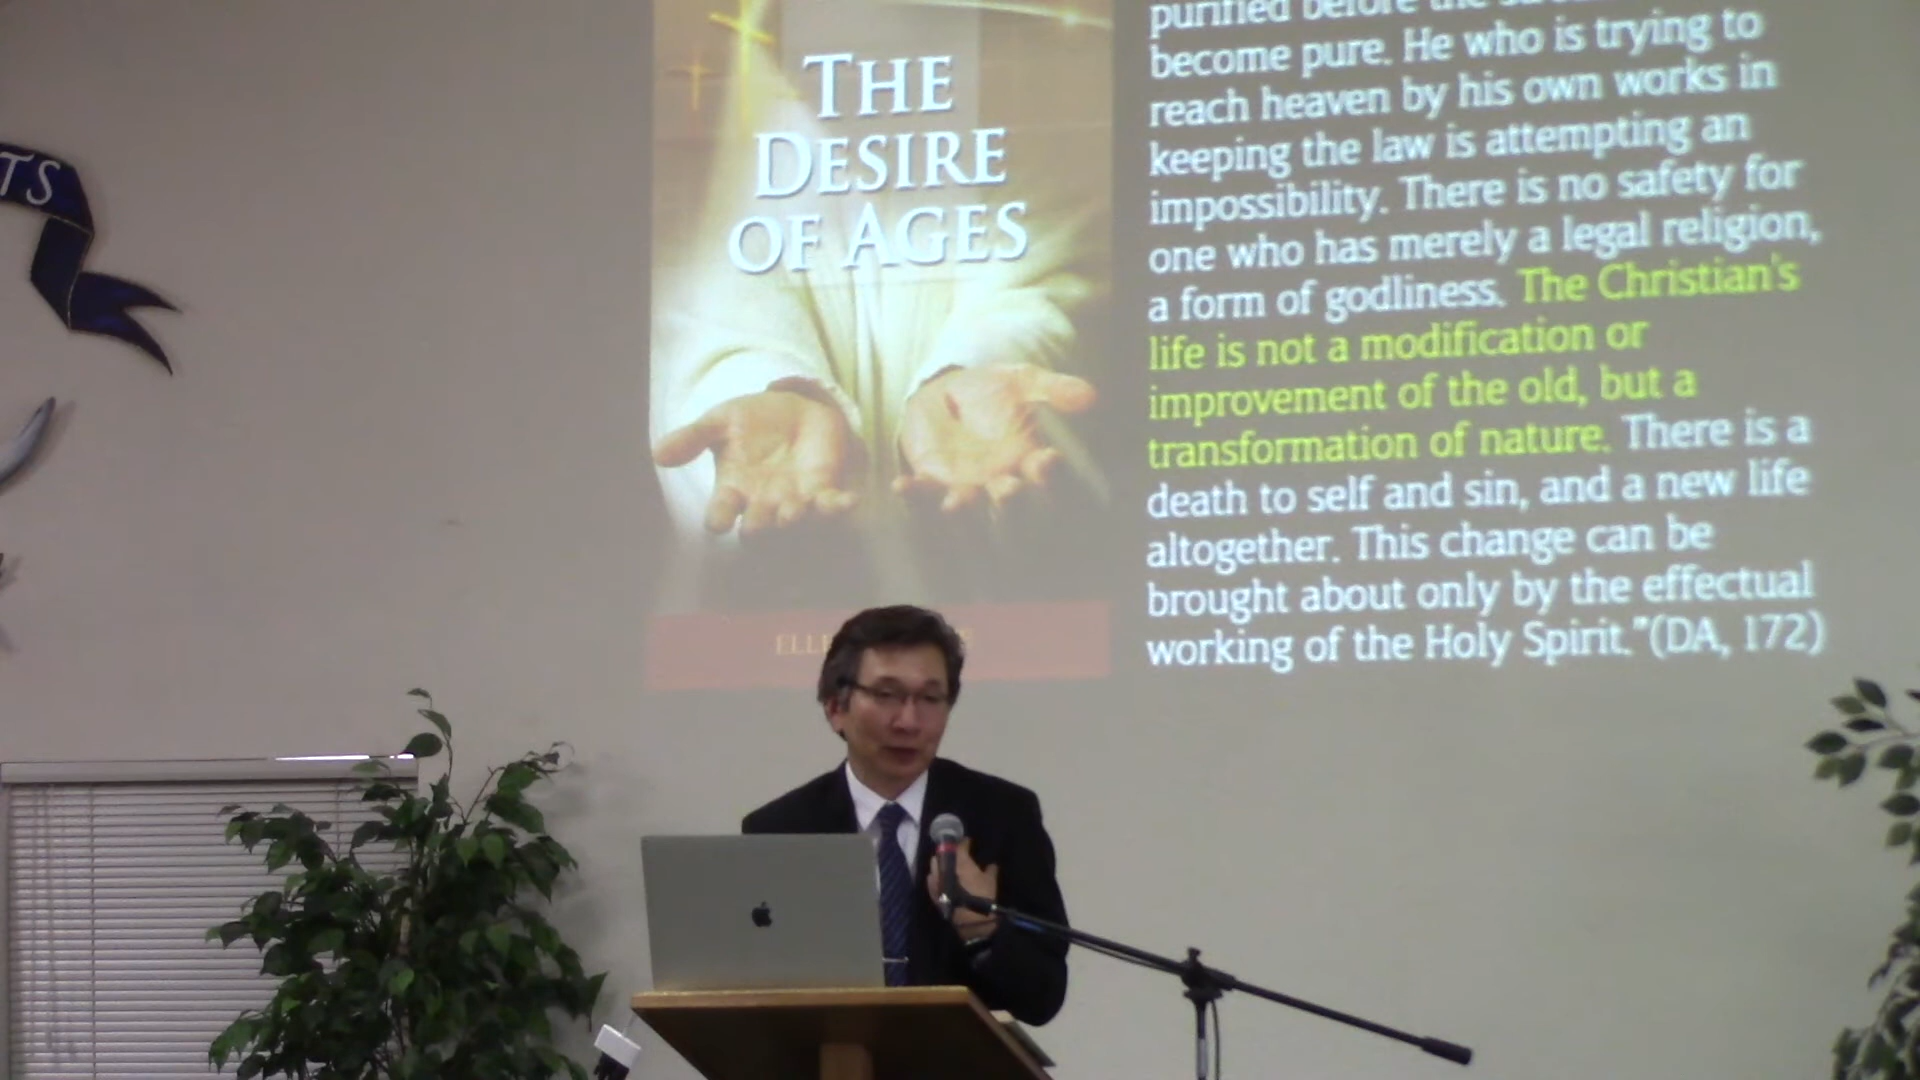 TS
THE
DESIRE
OF AGES
purified before the
become pure. He who is trying to
reach heaven by his own works in
keeping the law is attempting an
impossibility. There is no safety for
one who has merely a legal religion,
a form of godliness. The Christian's
life is not a modification or
improvement of the old, but a
transformation of nature. There is a
death to self and sin, and a new life
altogether. This change can be
brought about only by the effectual
working of the Holy Spirit."(DA, 172)